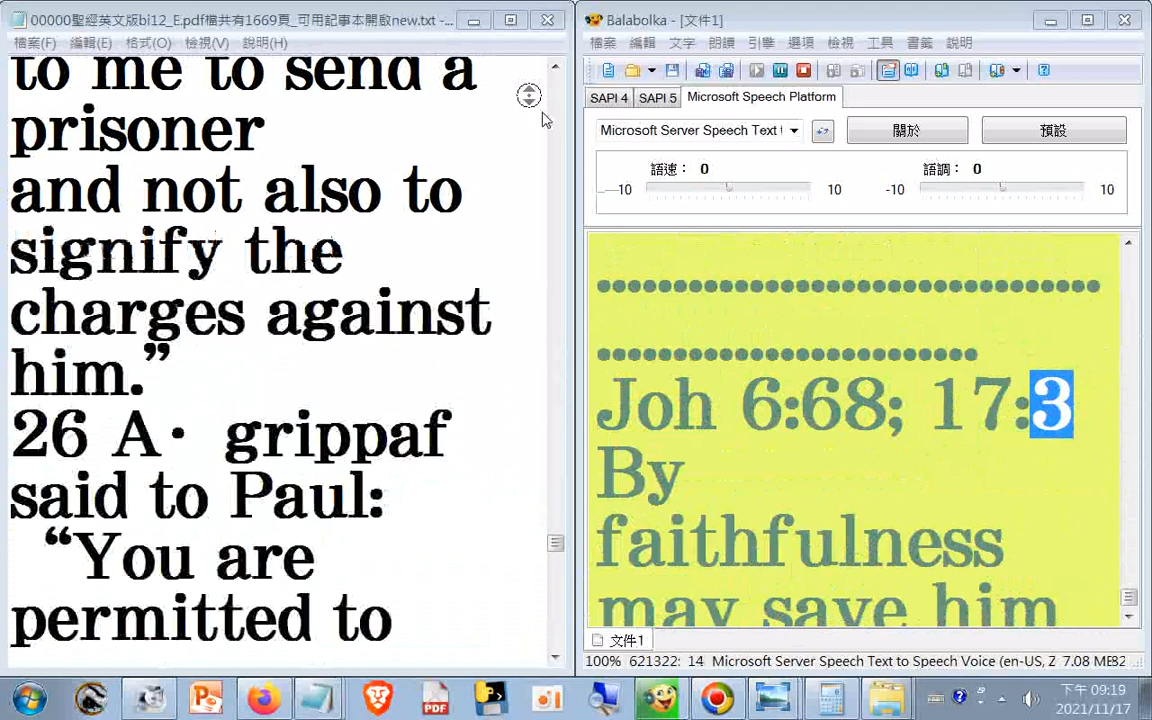 00000聖經英文版bi12_E.pdf檔共有1669頁_可用記事本開啟new.txt -...
檔案(F) 編輯(E) 格式(O) 檢視(V) 說明(H)
to me to send a
prisoner
and not also to
signify the
charges against
him.”
26 A· grippaf
said to Paul:
“You are
permitted to
Balabolka - [文件1]
檔案 編輯 文字 朗讀 引擎 選項 檢視 工具 書籤 說明
SAPI 4 SAPI 5 Microsoft Speech Platform
Microsoft Server Speech Text
關於 預設
語速： 0 語調： 0
-10 10 -10 10
Joh 6:68; 17:3
By
faithfulness
may save him
文件1
100% 621322: 14 Microsoft Server Speech Text to Speech Voice (en-US, Z 7.08 ME
PDF
下午 09:19
2021/11/17